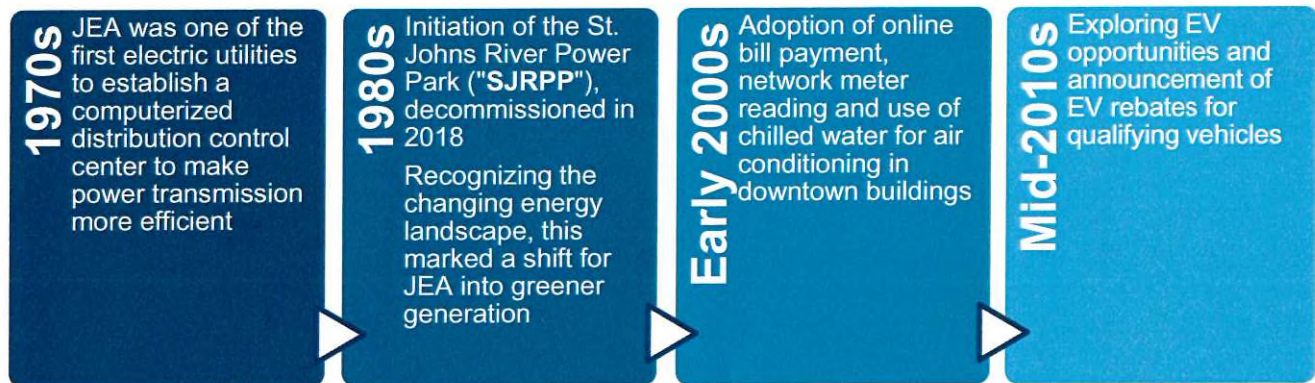 1970s
JEA was one of the
first electric utilities
to establish a
computerized
distribution control
center to make
power transmission
more efficient
1980s
Initiation of the St.
Johns River Power
Park ("SJRPP"),
decommissioned in
2018
Recognizing the
changing energy
landscape, this
marked a shift for
JEA into greener
generation
Early 2000s
Adoption of online
bill payment,
network meter
reading and use of
chilled water for air
conditioning in
downtown buildings
Mid-2010s
Exploring EV
opportunities and
announcement of
EV rebates for
qualifying vehicles